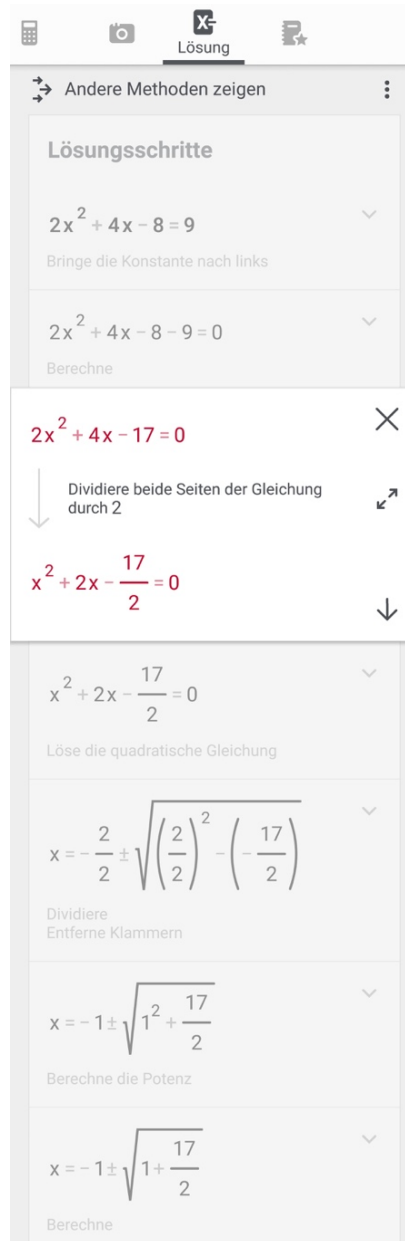 Lösung
Andere Methoden zeigen
Lösungsschritte
2x² + 4x − 8 = 9
Bringe die Konstante nach links
2x² + 4x − 8 − 9 = 0
Berechne
2x² + 4x − 17 = 0
Dividiere beide Seiten der Gleichung
durch 2
x² + 2x − 17/2 = 0
x² + 2x − 17/2 = 0
Löse die quadratische Gleichung
x = − 2/2 ± √((2/2)² − (− 17/2))
Dividiere
Entferne Klammern
x = − 1 ± √(1² + 17/2)
Berechne die Potenz
x = − 1 ± √(1 + 17/2)
Berechne